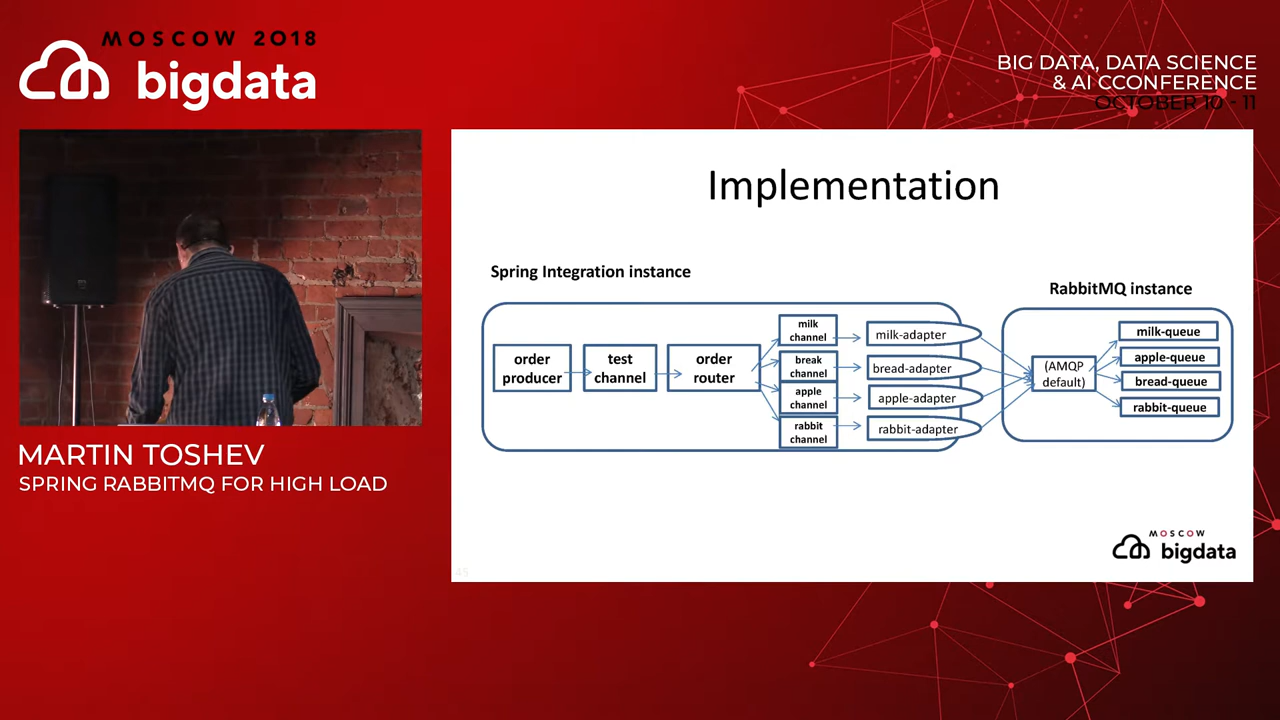 MOSCOW 2018
bigdata
BIG DATA, DATA SCIENCE
& AI CCONFERENCE
OCTOBER 10 - 11
MARTIN TOSHEV
SPRING RABBITMQ FOR HIGH LOAD
Implementation
Spring Integration instance
RabbitMQ instance
order
producer
test
channel
order
router
milk
channel
break
channel
apple
channel
rabbit
channel
milk-adapter
bread-adapter
apple-adapter
rabbit-adapter
(AMQP
default)
milk-queue
apple-queue
bread-queue
rabbit-queue
45
MOSCOW
bigdata